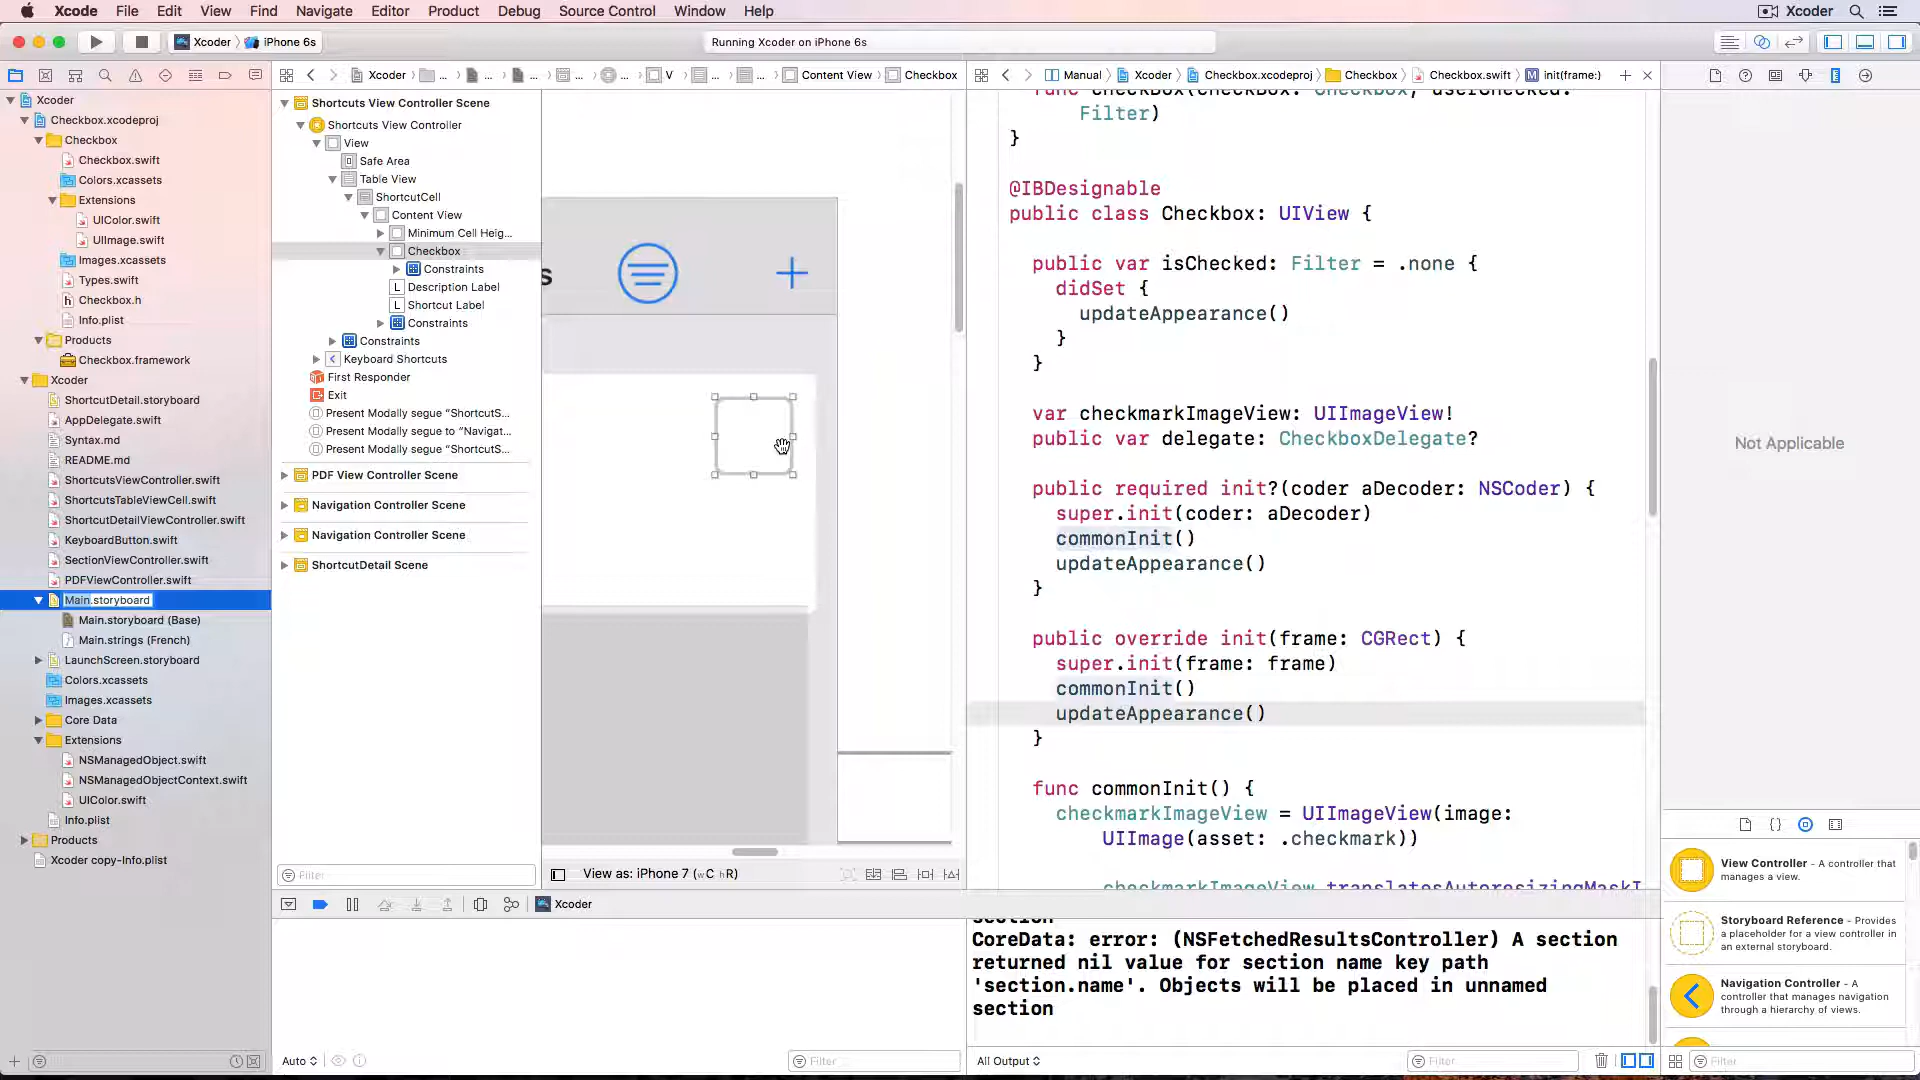 Xcode File Edit View Find Navigate Editor Product Debug Source Control Window Help Xcoder
Xcoder iPhone 6s Running Xcoder on iPhone 6s
Xcoder
Checkbox.xcodeproj
Checkbox
Checkbox.swift
Colors.xcassets
Extensions
UIColor.swift
UIImage.swift
Images.xcassets
Types.swift
Checkbox.h
Info.plist
Products
Checkbox.framework
Xcoder
ShortcutDetail.storyboard
AppDelegate.swift
Syntax.md
README.md
ShortcutsViewController.swift
ShortcutsTableViewCell.swift
ShortcutDetailViewController.swift
KeyboardButton.swift
SectionViewController.swift
PDFViewController.swift
Main.storyboard
Main.storyboard (Base)
Main.strings (French)
LaunchScreen.storyboard
Colors.xcassets
Images.xcassets
Core Data
Extensions
NSManagedObject.swift
NSManagedObjectContext.swift
UIColor.swift
Info.plist
Products
Xcoder copy-Info.plist
Xcoder ... ... ... ... ... V ... ... Content View Checkbox
Shortcuts View Controller Scene
Shortcuts View Controller
View
Safe Area
Table View
ShortcutCell
Content View
Minimum Cell Heig...
Checkbox
Constraints
L Description Label
L Shortcut Label
Constraints
Constraints
Keyboard Shortcuts
First Responder
Exit
Present Modally segue "ShortcutS...
Present Modally segue to "Navigat...
Present Modally segue "ShortcutS...
PDF View Controller Scene
Navigation Controller Scene
Navigation Controller Scene
ShortcutDetail Scene
Filter
s
View as: iPhone 7 (wC hR)
Manual Xcoder Checkbox.xcodeproj Checkbox Checkbox.swift M init(frame:)
func checkBox(checkBox: Checkbox, userChecked:
Filter)
}
@IBDesignable
public class Checkbox: UIView {
public var isChecked: Filter = .none {
didSet {
updateAppearance()
}
}
var checkmarkImageView: UIImageView!
public var delegate: CheckboxDelegate?
public required init?(coder aDecoder: NSCoder) {
super.init(coder: aDecoder)
commonInit()
updateAppearance()
}
public override init(frame: CGRect) {
super.init(frame: frame)
commonInit()
updateAppearance()
}
func commonInit() {
checkmarkImageView = UIImageView(image:
UIImage(asset: .checkmark))
checkmarkImageView.translatesAutoresizingMaskI
Xcoder
section
CoreData: error: (NSFetchedResultsController) A section
returned nil value for section name key path
'section.name'. Objects will be placed in unnamed
section
Auto Filter All Output Filter
Not Applicable
{}
View Controller - A controller that
manages a view.
Storyboard Reference - Provides
a placeholder for a view controller in
an external storyboard.
Navigation Controller - A
controller that manages navigation
through a hierarchy of views.
Filter